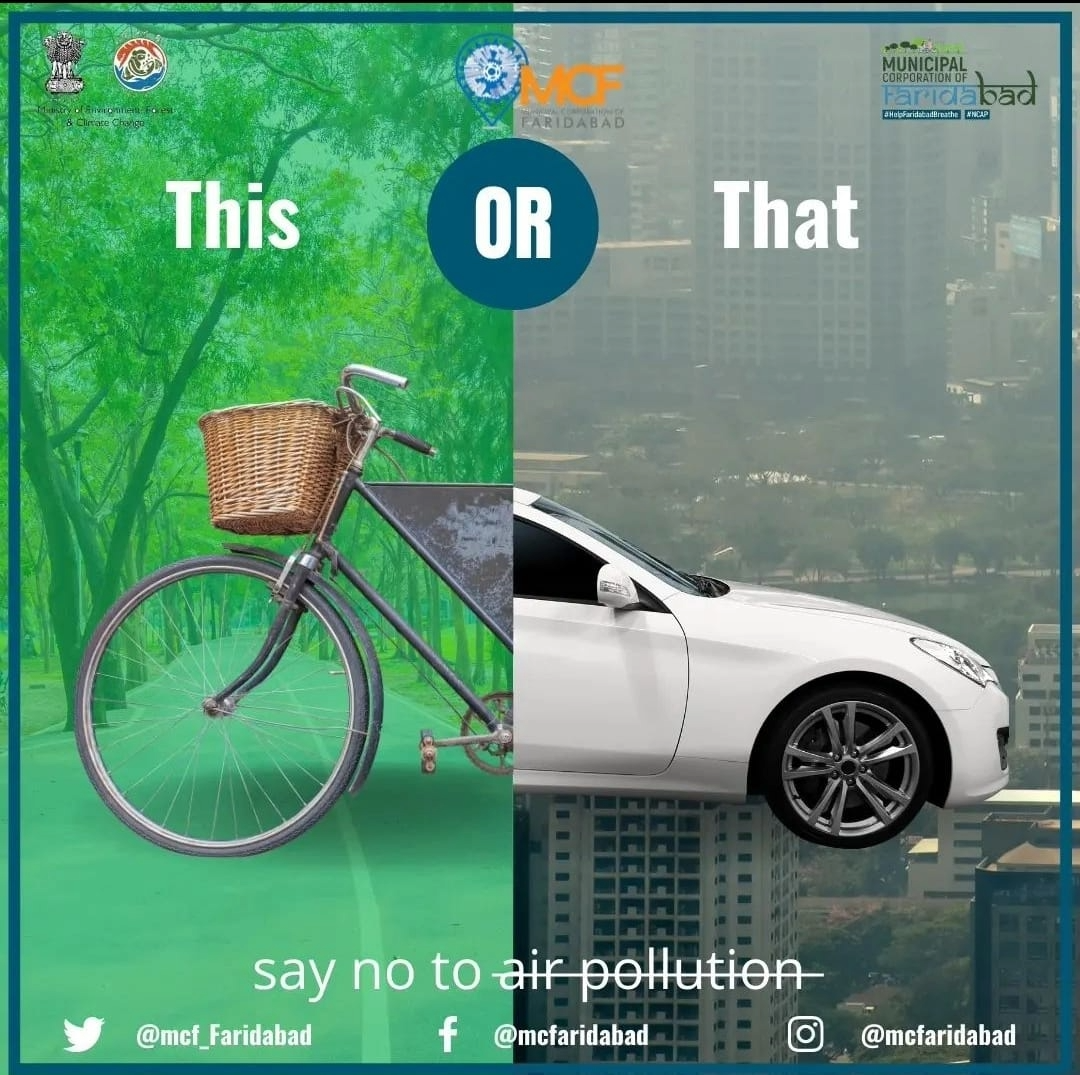 Ministry of Environment, Forest
& Climate Change
MCF
MUNICIPAL CORPORATION OF
FARIDABAD
MUNICIPAL
CORPORATION OF
Faridabad
#HelpFaridabadBreathe #NCAP
This OR That
say no to air pollution
@mcf_Faridabad @mcfaridabad @mcfaridabad